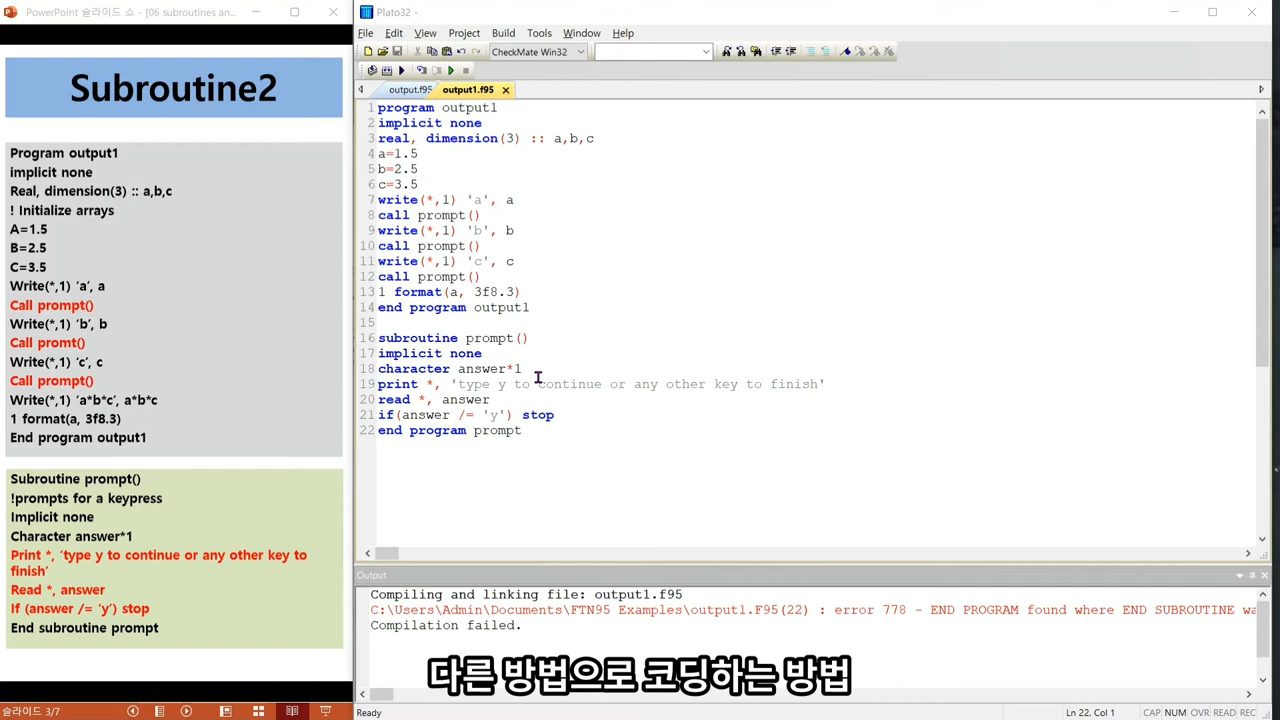 PowerPoint 슬라이드 쇼 - [06 subroutines an...
Subroutine2
Program output1
implicit none
Real, dimension(3) :: a,b,c
! Initialize arrays
A=1.5
B=2.5
C=3.5
Write(*,1) ‘a’, a
Call prompt()
Write(*,1) ‘b’, b
Call promt()
Write(*,1) ‘c’, c
Call prompt()
Write(*,1) ‘a*b*c’, a*b*c
1 format(a, 3f8.3)
End program output1
Subroutine prompt()
!prompts for a keypress
Implicit none
Character answer*1
Print *, ‘type y to continue or any other key to
finish’
Read *, answer
If (answer /= ‘y’) stop
End subroutine prompt
슬라이드 3/7
Plato32 -
File Edit View Project Build Tools Window Help
CheckMate Win32
output.f95 output1.f95
1 program output1
2 implicit none
3 real, dimension(3) :: a,b,c
4 a=1.5
5 b=2.5
6 c=3.5
7 write(*,1) 'a', a
8 call prompt()
9 write(*,1) 'b', b
10 call prompt()
11 write(*,1) 'c', c
12 call prompt()
13 1 format(a, 3f8.3)
14 end program output1
15
16 subroutine prompt()
17 implicit none
18 character answer*1
19 print *, 'type y to continue or any other key to finish'
20 read *, answer
21 if(answer /= 'y') stop
22 end program prompt
Output
Compiling and linking file: output1.f95
C:\Users\Admin\Documents\FTN95 Examples\output1.F95(22) : error 778 - END PROGRAM found where END SUBROUTINE wa
Compilation failed.
다른 방법으로 코딩하는 방법
Ready Ln 22, Col 1 CAP NUM OVR READ REC